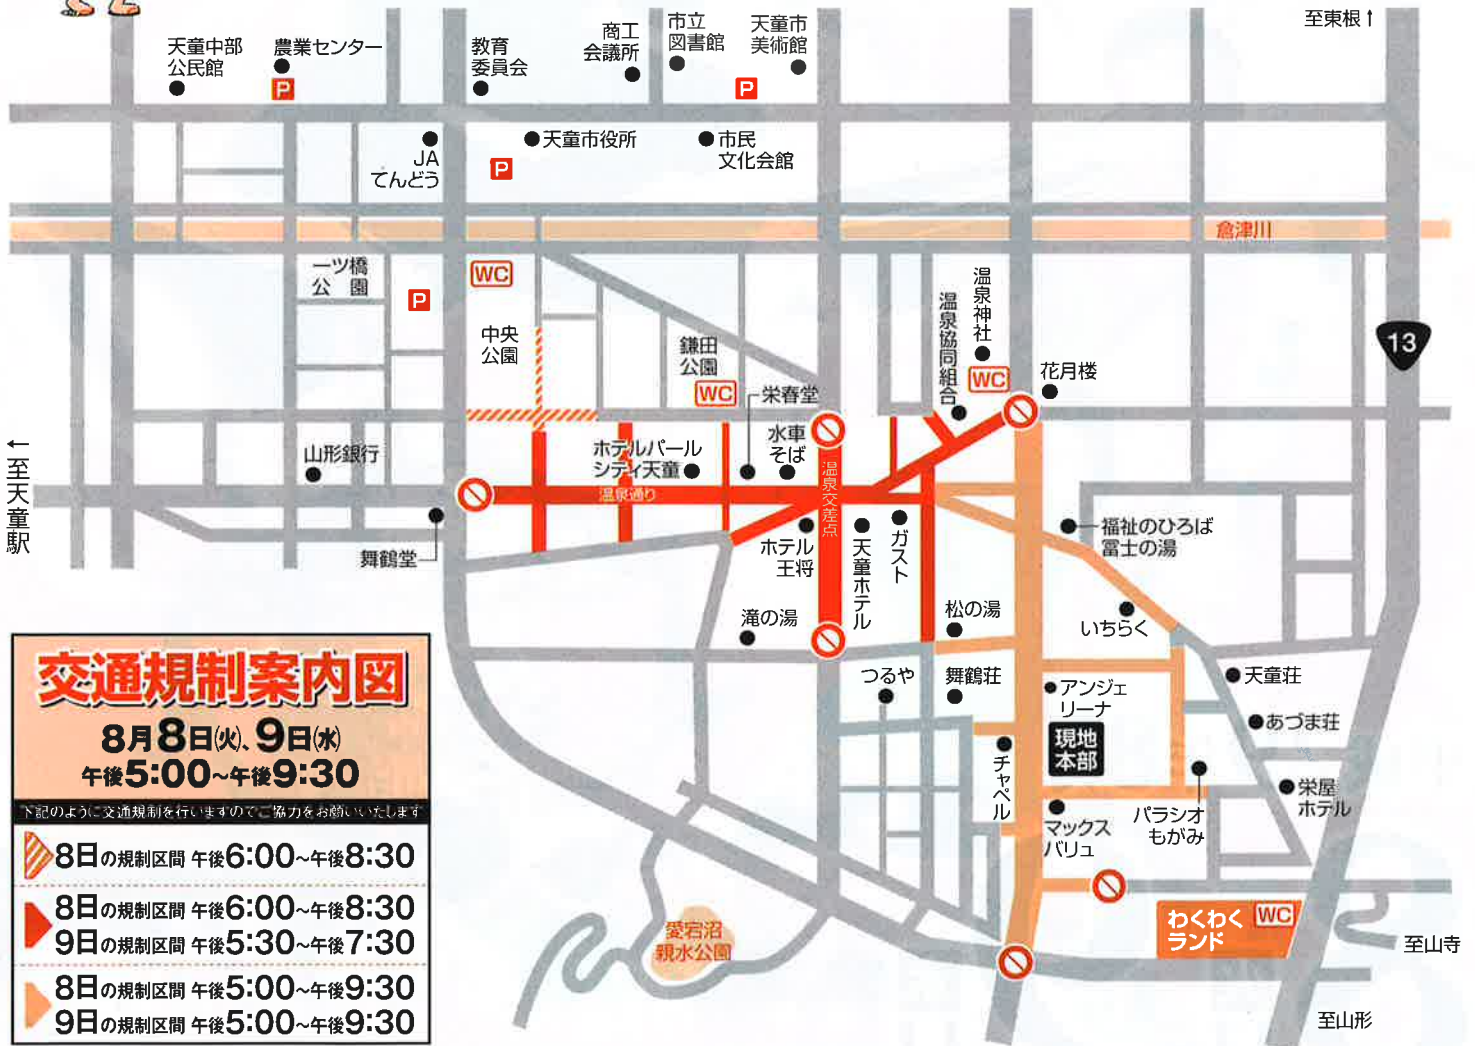 至東根↑
天童中部
公民館
農業センター
P
教育
委員会
商工
会議所
市立
図書館
天童市
美術館
P
JA
てんどう
天童市役所
P
市民
文化会館
倉津川
一ツ橋
公 園
P
WC
中央
公園
鎌田
公園
WC
栄春堂
温泉協同組合
温泉神社
WC
花月楼
13
←至天童駅
山形銀行
ホテルパール
シティ天童
水車
そば
温泉通り
温泉交差点
舞鶴堂
ホテル
王将
天童ホテル
ガスト
福祉のひろば
冨士の湯
滝の湯
松の湯
いちらく
つるや
舞鶴荘
アンジェ
リーナ
天童荘
あづま荘
現地
本部
チャペル
マックス
バリュ
パラシオ
もがみ
栄屋
ホテル
わくわく
ランド
WC
愛宕沼
親水公園
至山寺
至山形
交通規制案内図
8月8日(火)、9日(水)
午後5:00~午後9:30
下記のように交通規制を行いますのでご協力をお願いいたします
8日の規制区間 午後6:00~午後8:30
8日の規制区間 午後6:00~午後8:30
9日の規制区間 午後5:30~午後7:30
8日の規制区間 午後5:00~午後9:30
9日の規制区間 午後5:00~午後9:30